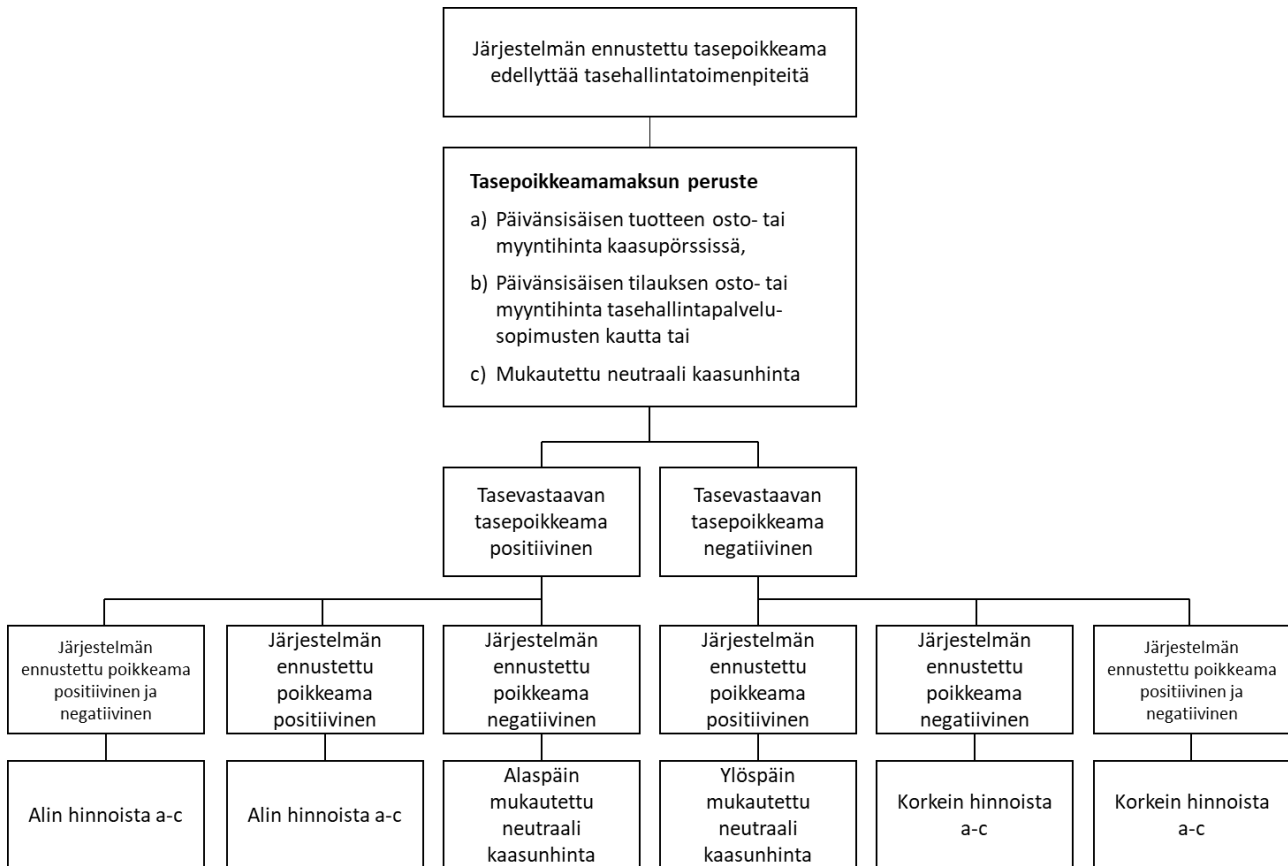 Järjestelmän ennustettu tasepoikkeama
edellyttää tasehallintatoimenpiteitä
Tasepoikkeamamaksun peruste
a) Päivänsisäisen tuotteen osto- tai
myyntihinta kaasupörssissä,
b) Päivänsisäisen tilauksen osto- tai
myyntihinta tasehallintapalvelu-
sopimusten kautta tai
c) Mukautettu neutraali kaasunhinta
Tasevastaavan
tasepoikkeama
positiivinen
Tasevastaavan
tasepoikkeama
negatiivinen
Järjestelmän
ennustettu poikkeama
positiivinen ja
negatiivinen
Järjestelmän
ennustettu
poikkeama
positiivinen
Järjestelmän
ennustettu
poikkeama
negatiivinen
Järjestelmän
ennustettu
poikkeama
positiivinen
Järjestelmän
ennustettu
poikkeama
negatiivinen
Järjestelmän
ennustettu poikkeama
positiivinen ja
negatiivinen
Alin hinnoista a-c
Alin hinnoista a-c
Alaspäin
mukautettu
neutraali
kaasunhinta
Ylöspäin
mukautettu
neutraali
kaasunhinta
Korkein hinnoista
a-c
Korkein hinnoista
a-c